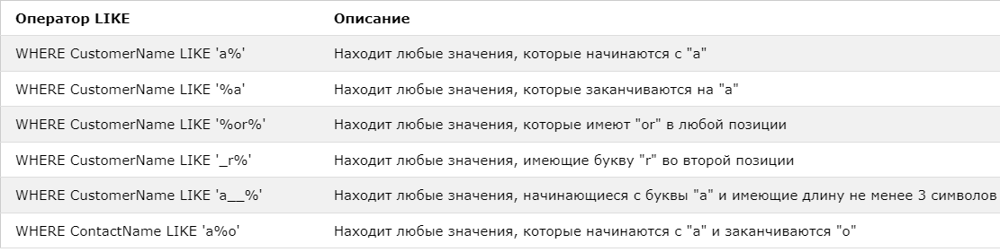 Оператор LIKE Описание
WHERE CustomerName LIKE 'a%' Находит любые значения, которые начинаются с "a"
WHERE CustomerName LIKE '%a' Находит любые значения, которые заканчиваются на "a"
WHERE CustomerName LIKE '%or%' Находит любые значения, которые имеют "or" в любой позиции
WHERE CustomerName LIKE '_r%' Находит любые значения, имеющие букву "r" во второй позиции
WHERE CustomerName LIKE 'a__%' Находит любые значения, начинающиеся с буквы "a" и имеющие длину не менее 3 символов
WHERE ContactName LIKE 'a%o' Находит любые значения, которые начинаются с "a" и заканчиваются "o"